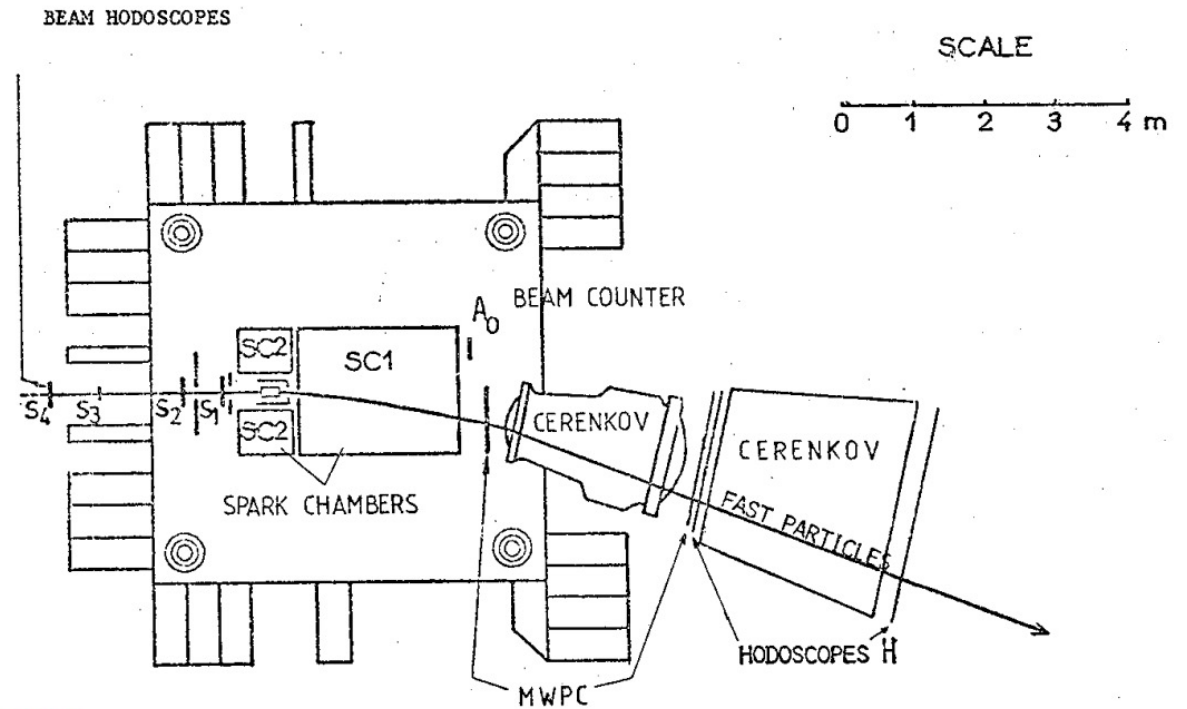 BEAM HODOSCOPES
SCALE
0 1 2 3 4 m
BEAM COUNTER
A0
SC2
SC1
S4 S3 S2 S1
SC2
CERENKOV
CERENKOV
SPARK CHAMBERS
FAST PARTICLES
HODOSCOPES H
MWPC